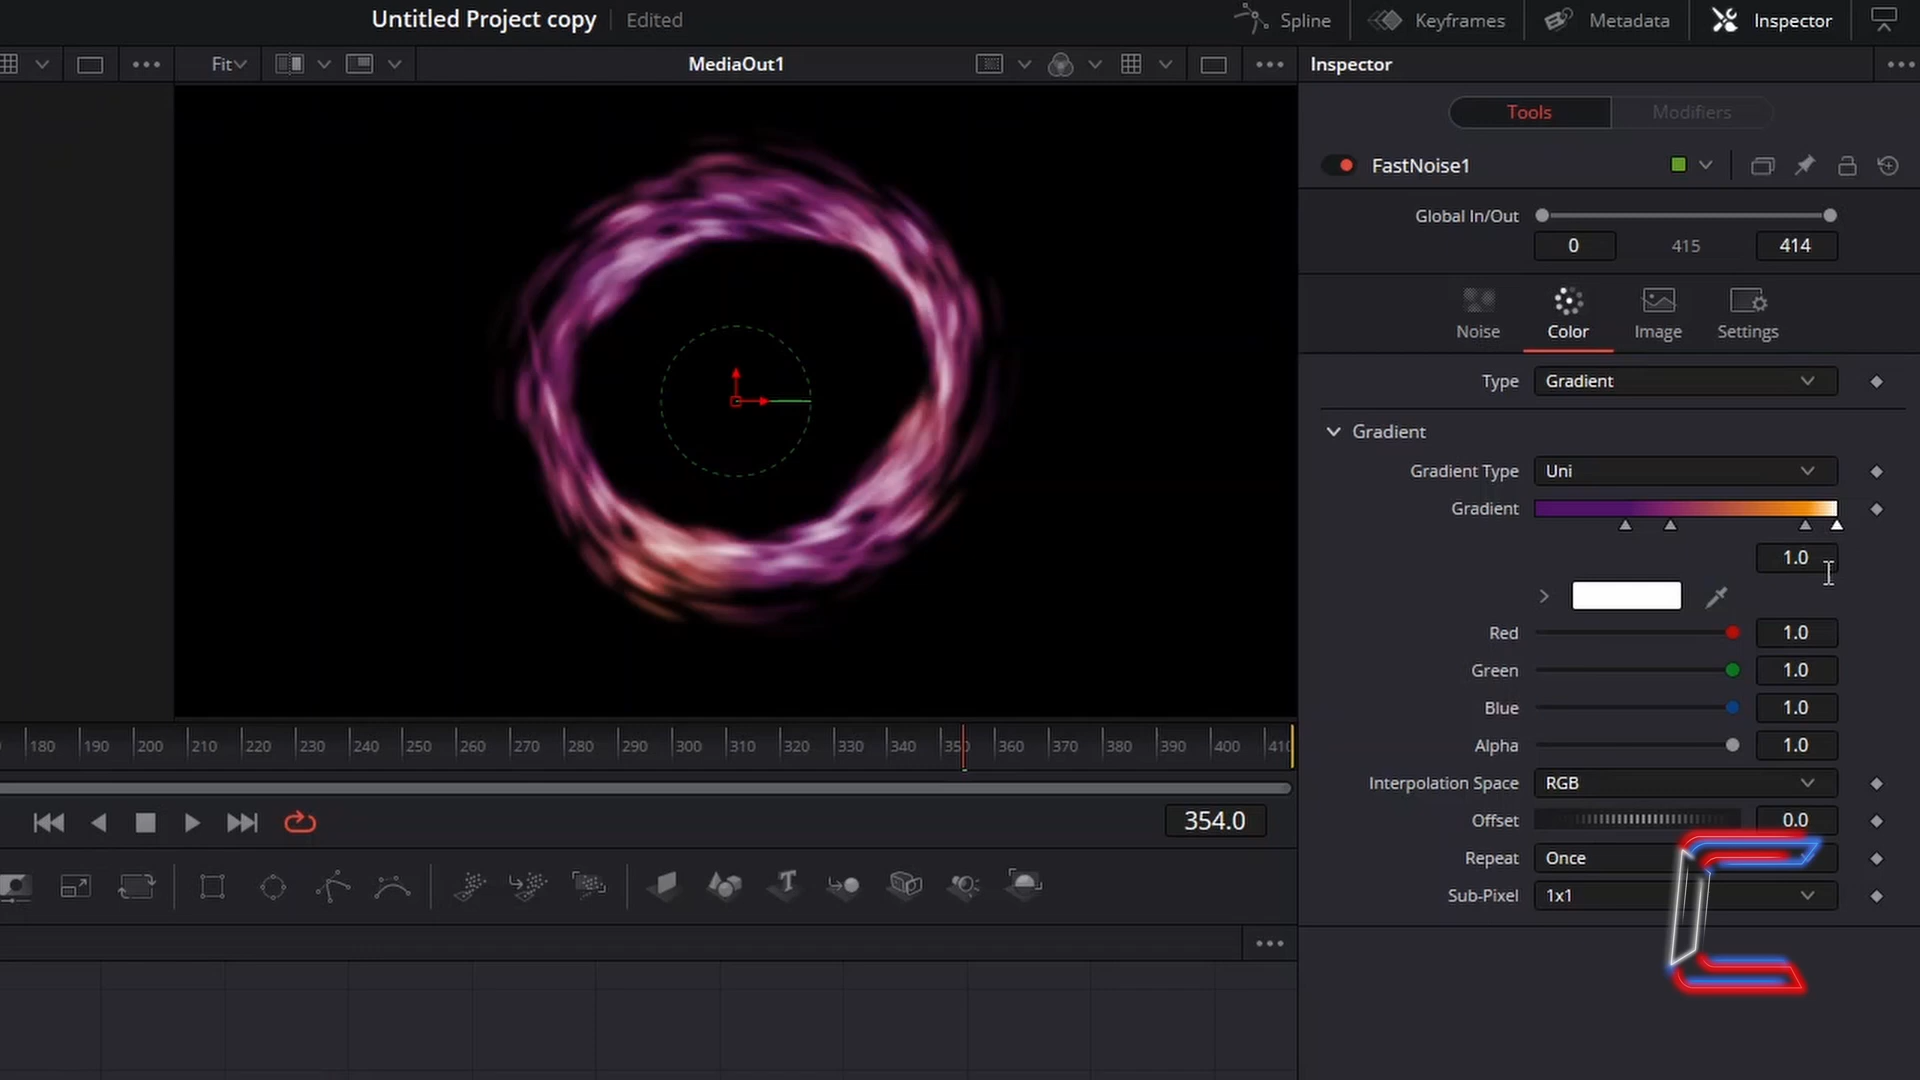 Untitled Project copy Edited
Spline Keyframes Metadata Inspector
Fit MediaOut1
Inspector
Tools Modifiers
FastNoise1
Global In/Out
0 415 414
Noise Color Image Settings
Type Gradient
Gradient
Gradient Type Uni
Gradient
1.0
Red 1.0
Green 1.0
Blue 1.0
Alpha 1.0
Interpolation Space RGB
Offset 0.0
Repeat Once
Sub-Pixel 1x1
180 190 200 210 220 230 240 250 260 270 280 290 300 310 320 330 340 350 360 370 380 390 400 410
354.0